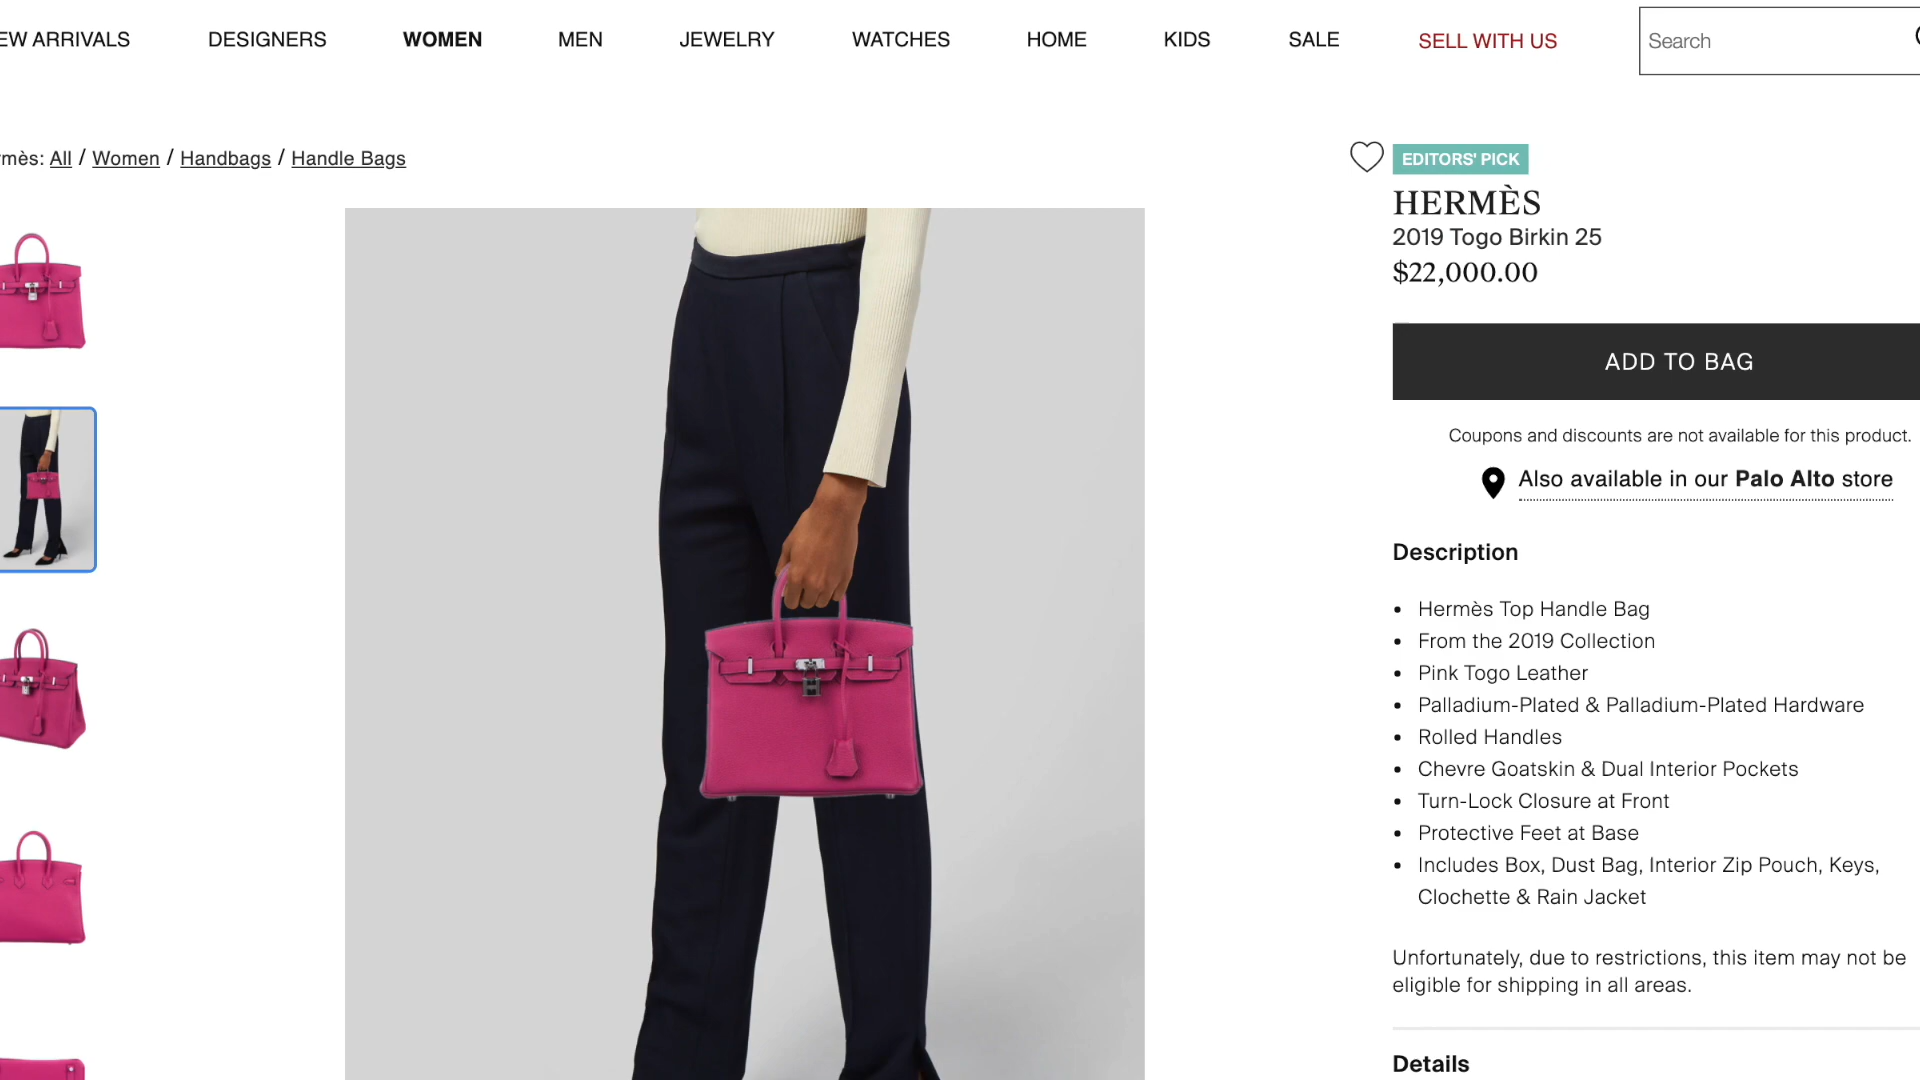 EW ARRIVALS DESIGNERS WOMEN MEN JEWELRY WATCHES HOME KIDS SALE SELL WITH US Search
rmès: All / Women / Handbags / Handle Bags
EDITORS' PICK
HERMÈS
2019 Togo Birkin 25
$22,000.00
ADD TO BAG
Coupons and discounts are not available for this product.
Also available in our Palo Alto store
Description
• Hermès Top Handle Bag
• From the 2019 Collection
• Pink Togo Leather
• Palladium-Plated & Palladium-Plated Hardware
• Rolled Handles
• Chevre Goatskin & Dual Interior Pockets
• Turn-Lock Closure at Front
• Protective Feet at Base
• Includes Box, Dust Bag, Interior Zip Pouch, Keys,
Clochette & Rain Jacket
Unfortunately, due to restrictions, this item may not be
eligible for shipping in all areas.
Details